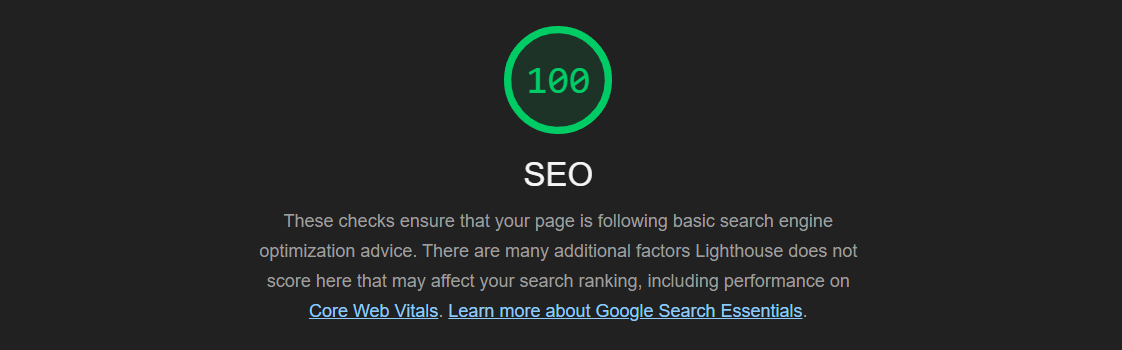 100
SEO
These checks ensure that your page is following basic search engine
optimization advice. There are many additional factors Lighthouse does not
score here that may affect your search ranking, including performance on
Core Web Vitals. Learn more about Google Search Essentials.